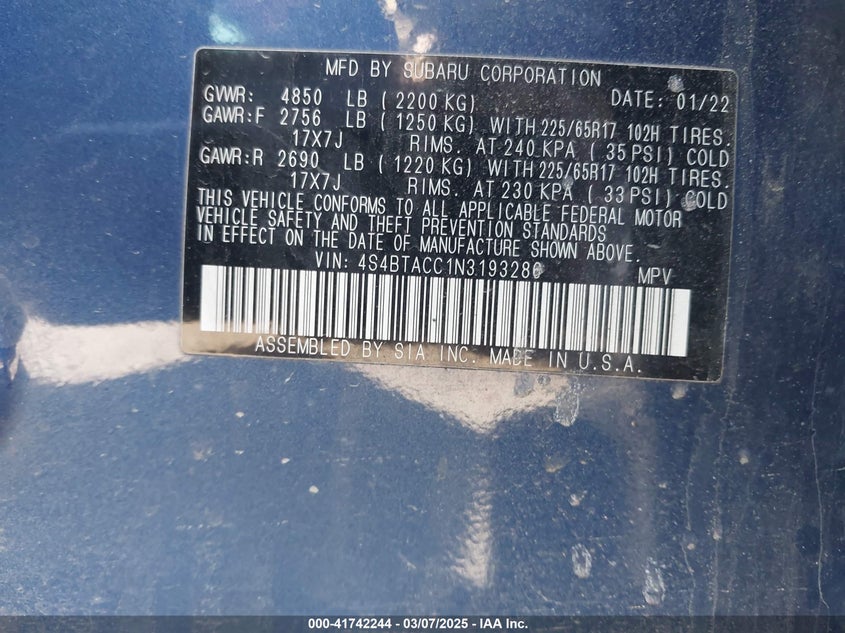 MFD BY SUBARU CORPORATION
GVWR: 4850 LB ( 2200 KG) DATE: 01/22
GAWR:F 2756 LB ( 1250 KG) WITH 225/65R17 102H TIRES.
17X7J RIMS. AT 240 KPA ( 35 PSI) COLD
GAWR:R 2690 LB ( 1220 KG) WITH 225/65R17 102H TIRES.
17X7J RIMS. AT 230 KPA ( 33 PSI) COLD
THIS VEHICLE CONFORMS TO ALL APPLICABLE FEDERAL MOTOR
VEHICLE SAFETY AND THEFT PREVENTION STANDARDS
IN EFFECT ON THE DATE OF MANUFACTURE SHOWN ABOVE.
VIN: 4S4BTACC1N3193286 MPV
ASSEMBLED BY SIA INC. MADE IN U.S.A.
000-41742244 - 03/07/2025 - IAA Inc.